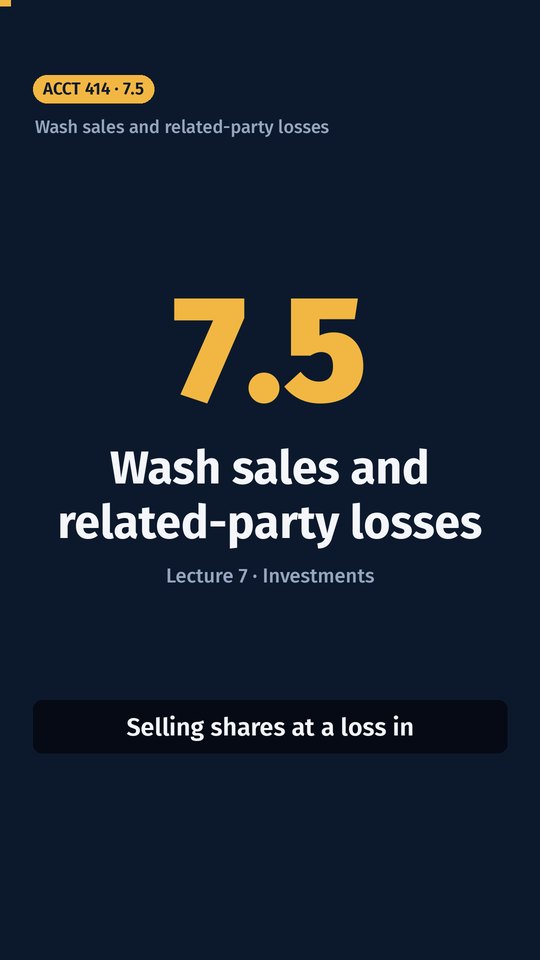 ACCT 414 · 7.5
Wash sales and related-party losses
7.5
Wash sales and
related-party losses
Lecture 7 · Investments
Selling shares at a loss in